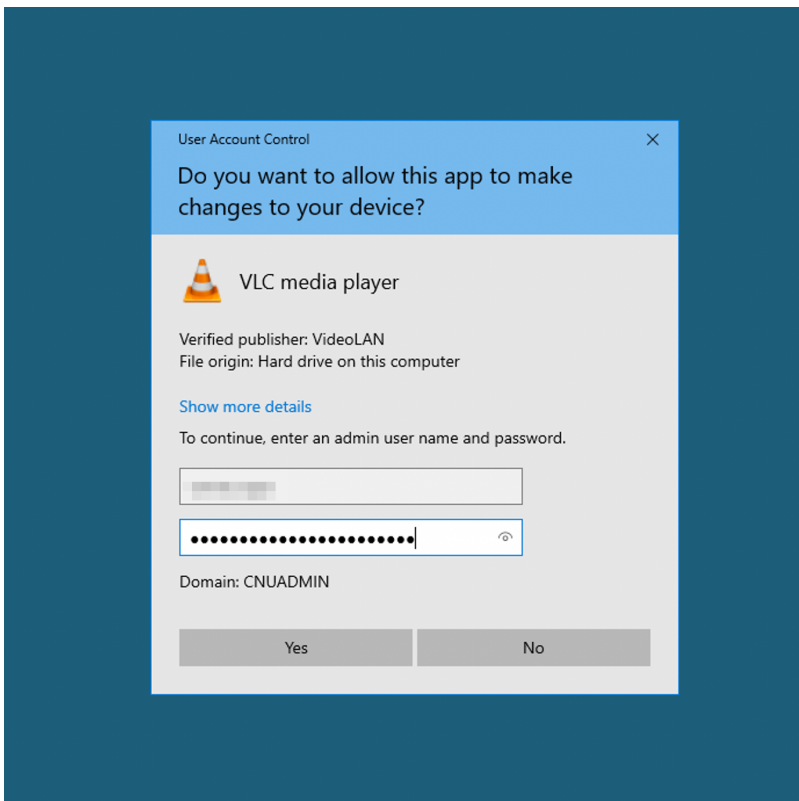 User Account Control
Do you want to allow this app to make
changes to your device?
VLC media player
Verified publisher: VideoLAN
File origin: Hard drive on this computer
Show more details
To continue, enter an admin user name and password.
Domain: CNUADMIN
Yes
No